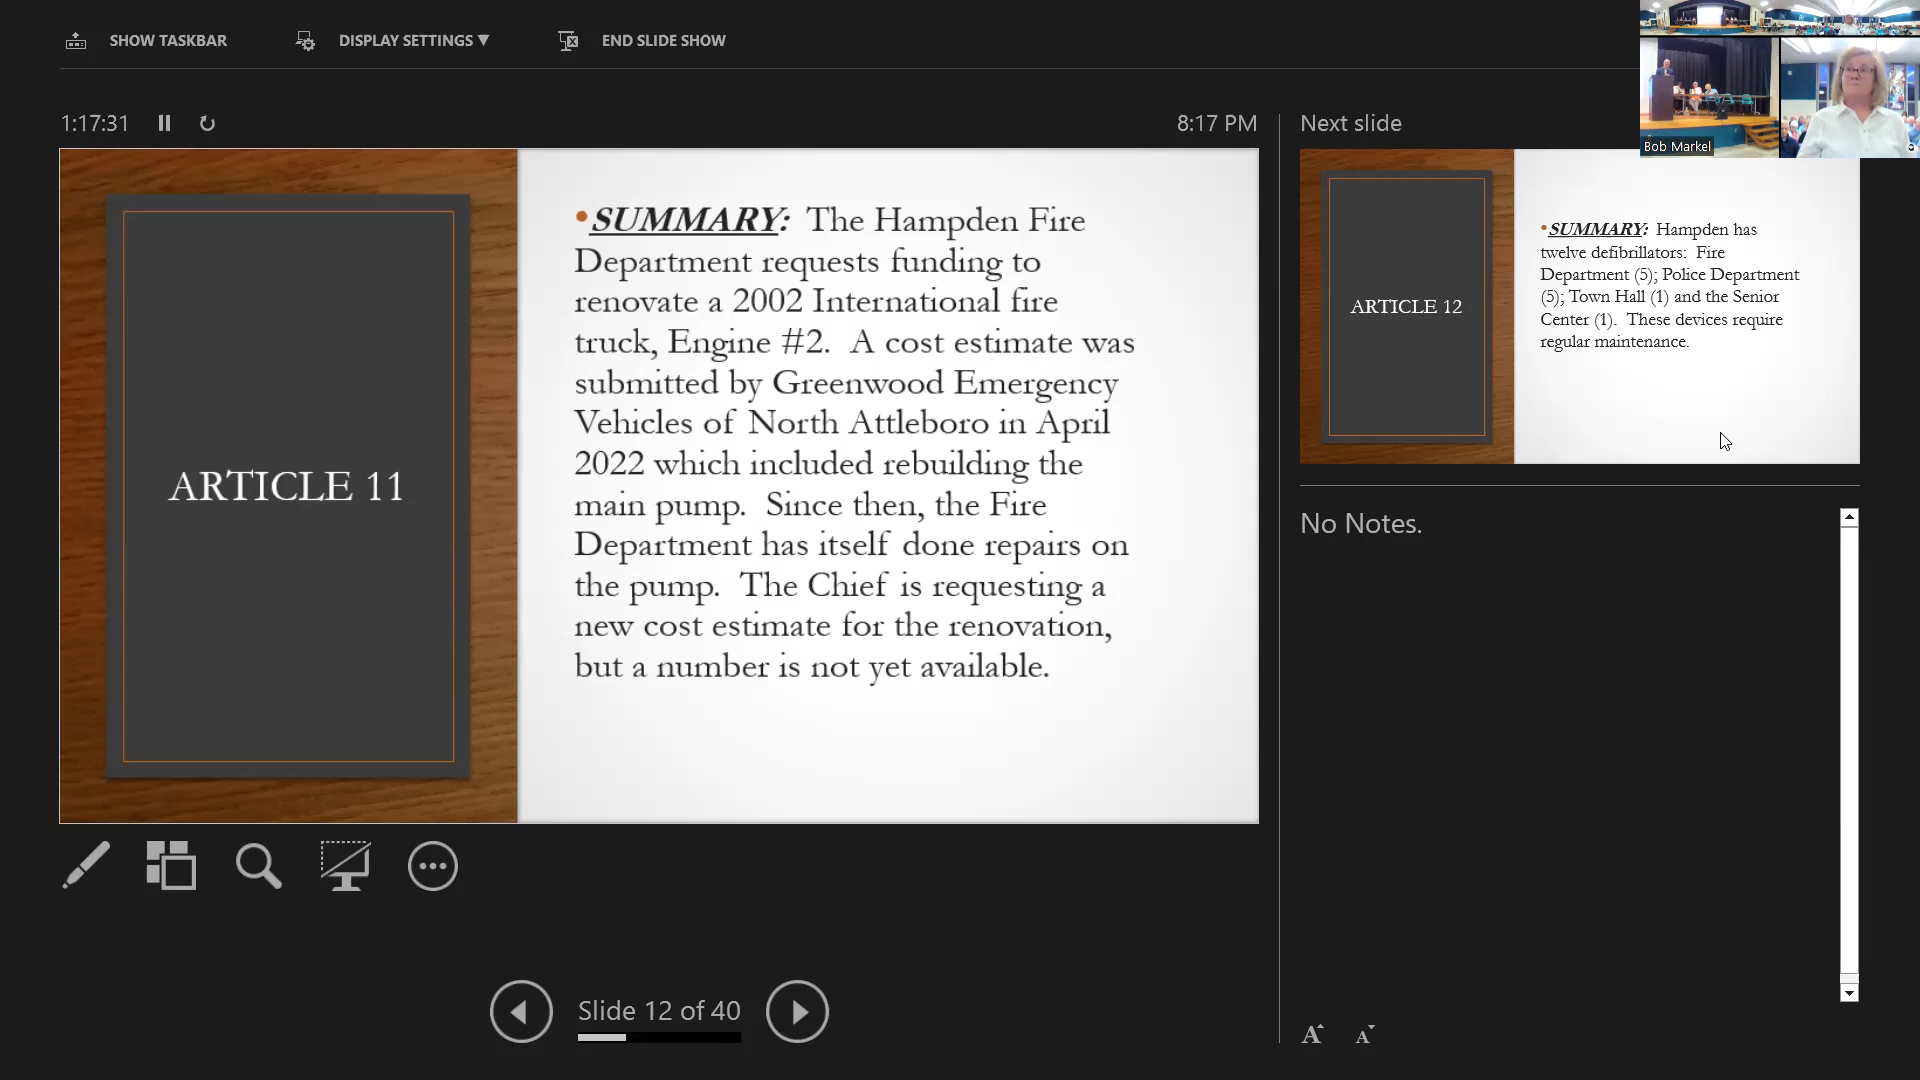 SHOW TASKBAR
DISPLAY SETTINGS ▼
END SLIDE SHOW
1:17:31
8:17 PM
ARTICLE 11
•SUMMARY:  The Hampden Fire
Department requests funding to
renovate a 2002 International fire
truck, Engine #2.  A cost estimate was
submitted by Greenwood Emergency
Vehicles of North Attleboro in April
2022 which included rebuilding the
main pump.  Since then, the Fire
Department has itself done repairs on
the pump.  The Chief is requesting a
new cost estimate for the renovation,
but a number is not yet available.
Slide 12 of 40
Next slide
Bob Markel
ARTICLE 12
•SUMMARY:  Hampden has
twelve defibrillators:  Fire
Department (5); Police Department
(5); Town Hall (1) and the Senior
Center (1).  These devices require
regular maintenance.
No Notes.
A A